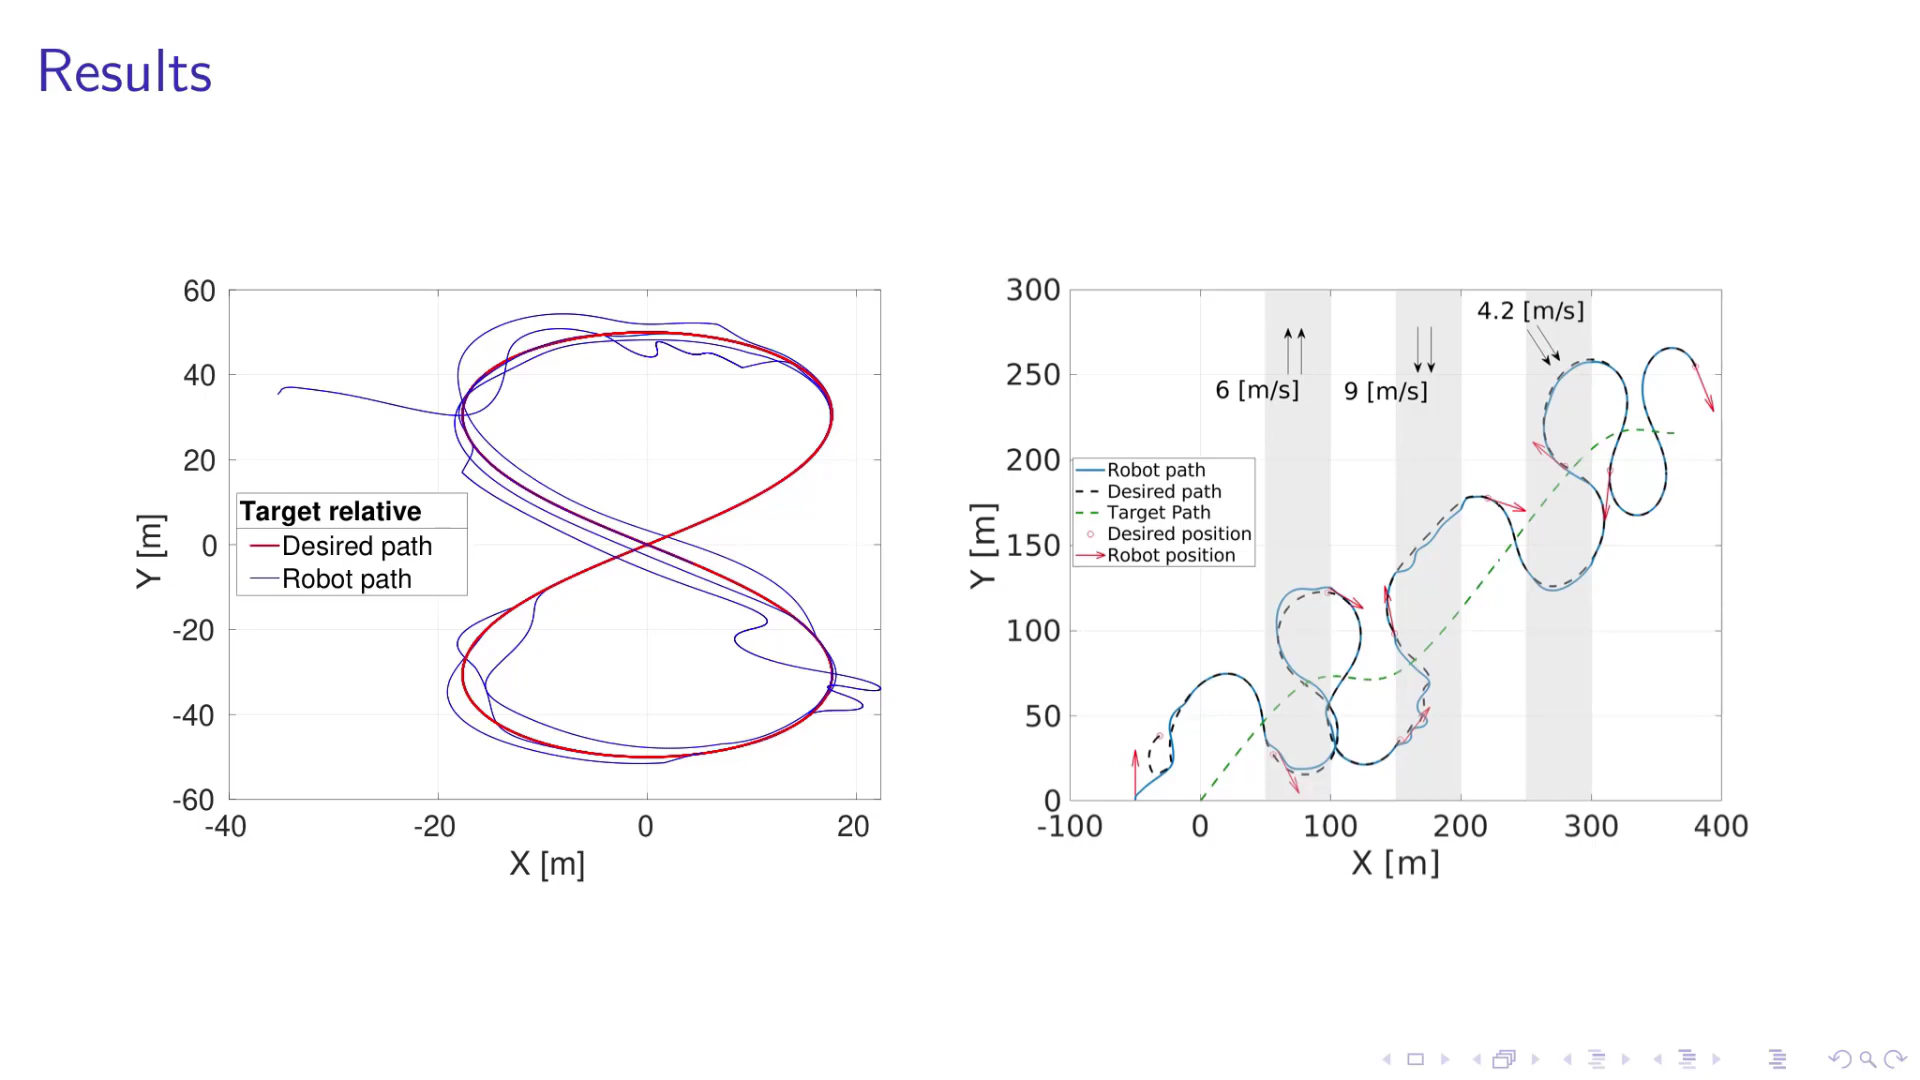 Results
60
40
20
0
-20
-40
-60
-40
-20
0
20
X [m]
Y [m]
Target relative
Desired path
Robot path
300
250
200
150
100
50
0
-100
0
100
200
300
400
X [m]
Y [m]
4.2 [m/s]
6 [m/s]
9 [m/s]
Robot path
Desired path
Target Path
Desired position
Robot position